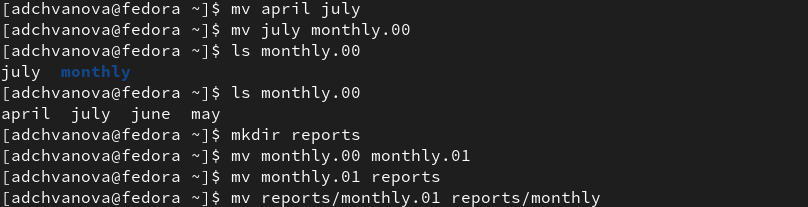 [adchvanova@fedora ~]$ mv april july
[adchvanova@fedora ~]$ mv july monthly.00
[adchvanova@fedora ~]$ ls monthly.00
july  monthly
[adchvanova@fedora ~]$ ls monthly.00
april  july  june  may
[adchvanova@fedora ~]$ mkdir reports
[adchvanova@fedora ~]$ mv monthly.00 monthly.01
[adchvanova@fedora ~]$ mv monthly.01 reports
[adchvanova@fedora ~]$ mv reports/monthly.01 reports/monthly